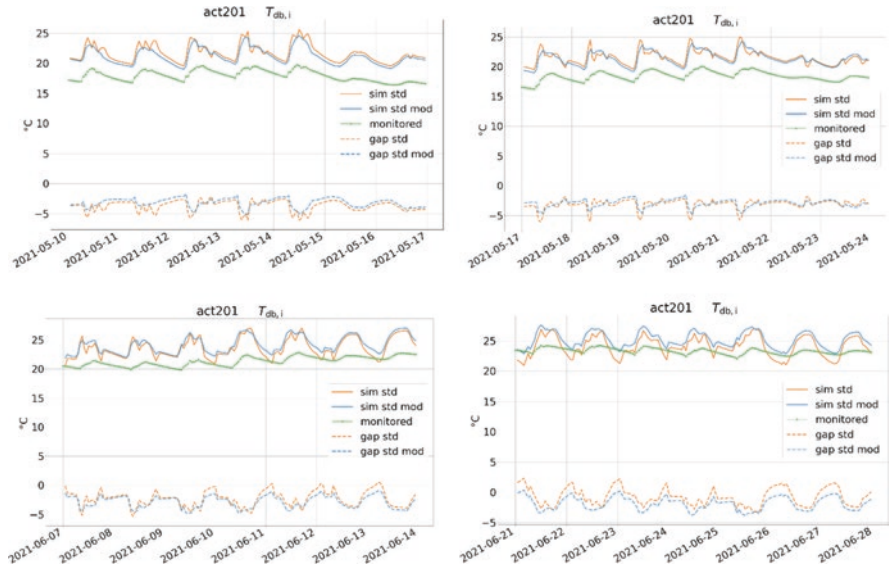 act201 T_db,i
25
20
15
10
5
0
−5
°C
sim std
sim std mod
monitored
gap std
gap std mod
2021-05-10
2021-05-11
2021-05-12
2021-05-13
2021-05-14
2021-05-15
2021-05-16
2021-05-17
act201 T_db,i
25
20
15
10
5
0
−5
°C
sim std
sim std mod
monitored
gap std
gap std mod
2021-05-17
2021-05-18
2021-05-19
2021-05-20
2021-05-21
2021-05-22
2021-05-23
2021-05-24
act201 T_db,i
25
20
15
10
5
0
−5
°C
sim std
sim std mod
monitored
gap std
gap std mod
2021-06-07
2021-06-08
2021-06-09
2021-06-10
2021-06-11
2021-06-12
2021-06-13
2021-06-14
act201 T_db,i
25
20
15
10
5
0
−5
°C
sim std
sim std mod
monitored
gap std
gap std mod
2021-06-21
2021-06-22
2021-06-23
2021-06-24
2021-06-25
2021-06-26
2021-06-27
2021-06-28